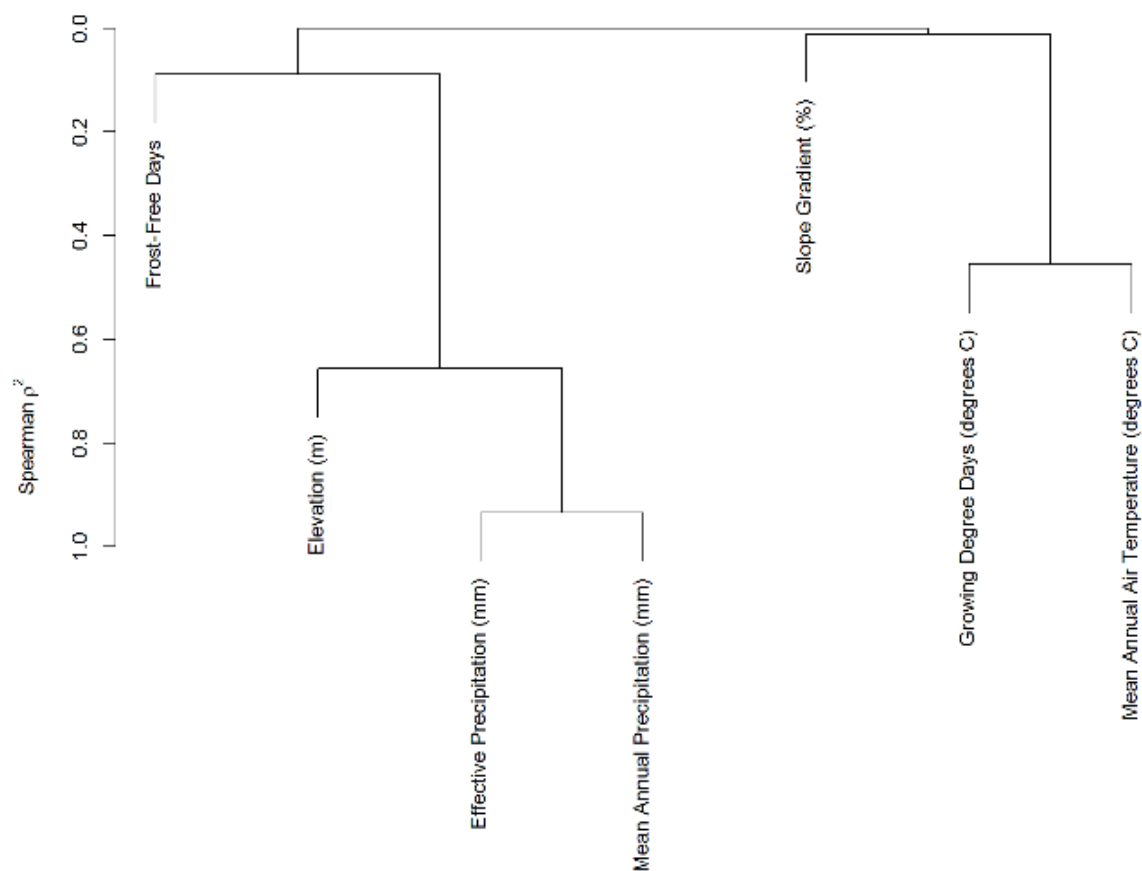 Spearman ρ²
0.0
0.2
0.4
0.6
0.8
1.0
Frost-Free Days
Elevation (m)
Effective Precipitation (mm)
Mean Annual Precipitation (mm)
Slope Gradient (%)
Growing Degree Days (degrees C)
Mean Annual Air Temperature (degrees C)